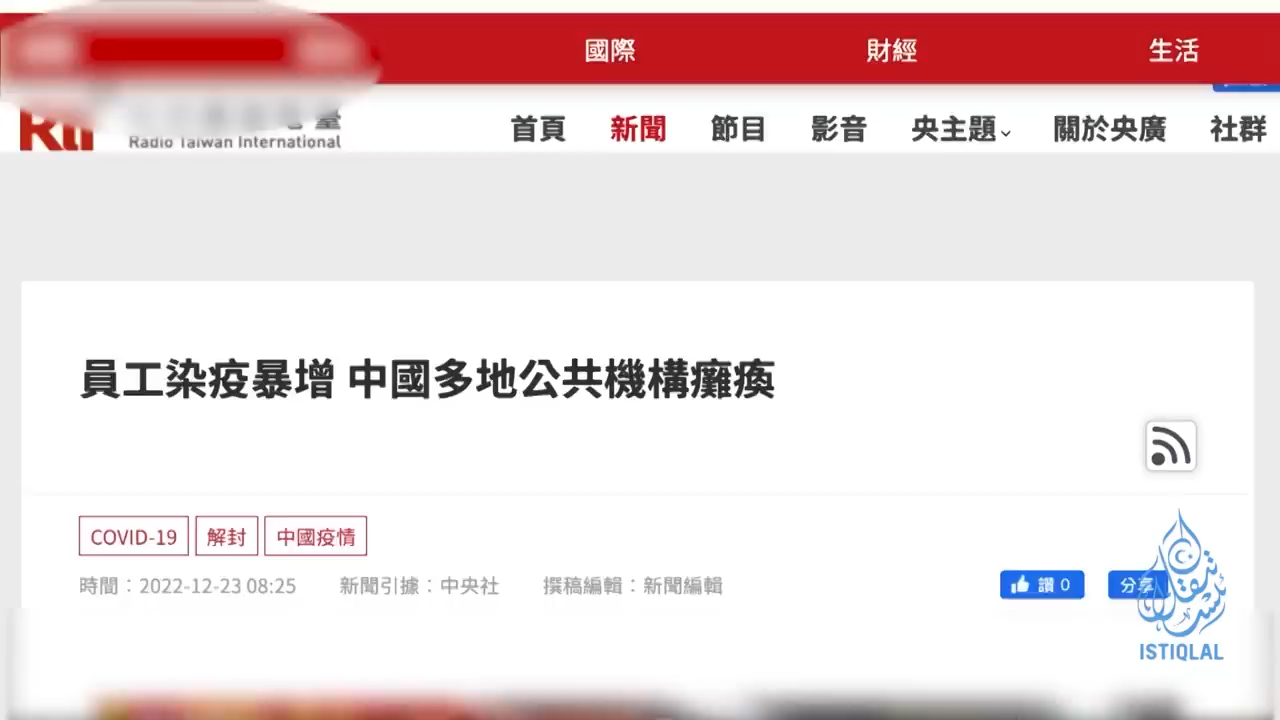 國際 財經 生活
Radio Taiwan International
首頁 新聞 節目 影音 央主題 關於央廣 社群
員工染疫暴增 中國多地公共機構癱瘓
COVID-19 解封 中國疫情
時間：2022-12-23 08:25 新聞引據：中央社 撰稿編輯：新聞編輯
讚 0 分享
ISTIQLAL